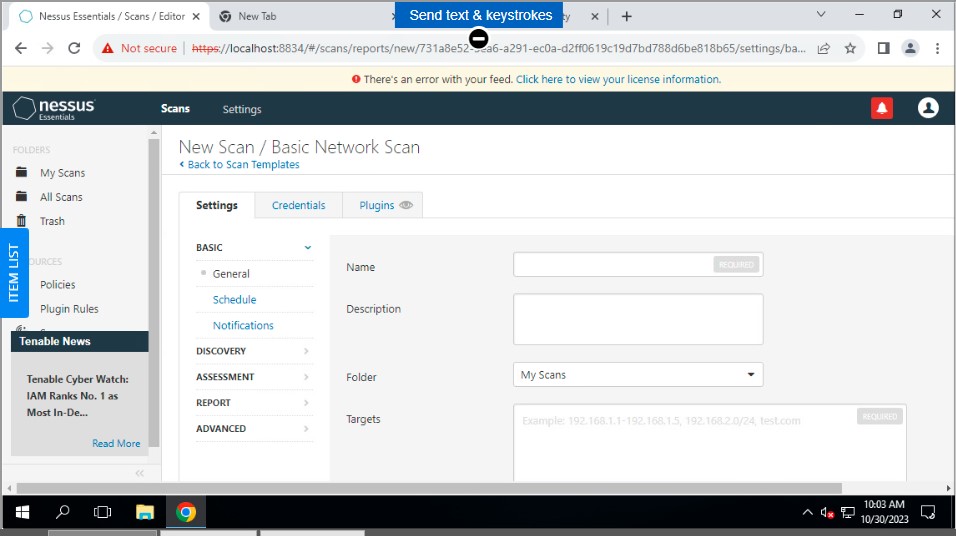 Nessus Essentials / Scans / Editor
New Tab
Send text & keystrokes
Not secure
https://localhost:8834/#/scans/reports/new/731a8e52-
-a291-ec0a-d2ff0619c19d7bd788d6be818b65/settings/ba...
There's an error with your feed. Click here to view your license information.
nessus
Essentials
Scans
Settings
FOLDERS
My Scans
All Scans
Trash
ITEM LIST
Policies
Plugin Rules
Tenable News
Tenable Cyber Watch:
IAM Ranks No. 1 as
Most In-De...
Read More
New Scan / Basic Network Scan
Back to Scan Templates
Settings
Credentials
Plugins
BASIC
General
Schedule
Notifications
DISCOVERY
ASSESSMENT
REPORT
ADVANCED
Name
REQUIRED
Description
Folder
My Scans
Targets
Example: 192.168.1.1-192.168.1.5, 192.168.2.0/24, test.com
REQUIRED
10:03 AM
10/30/2023